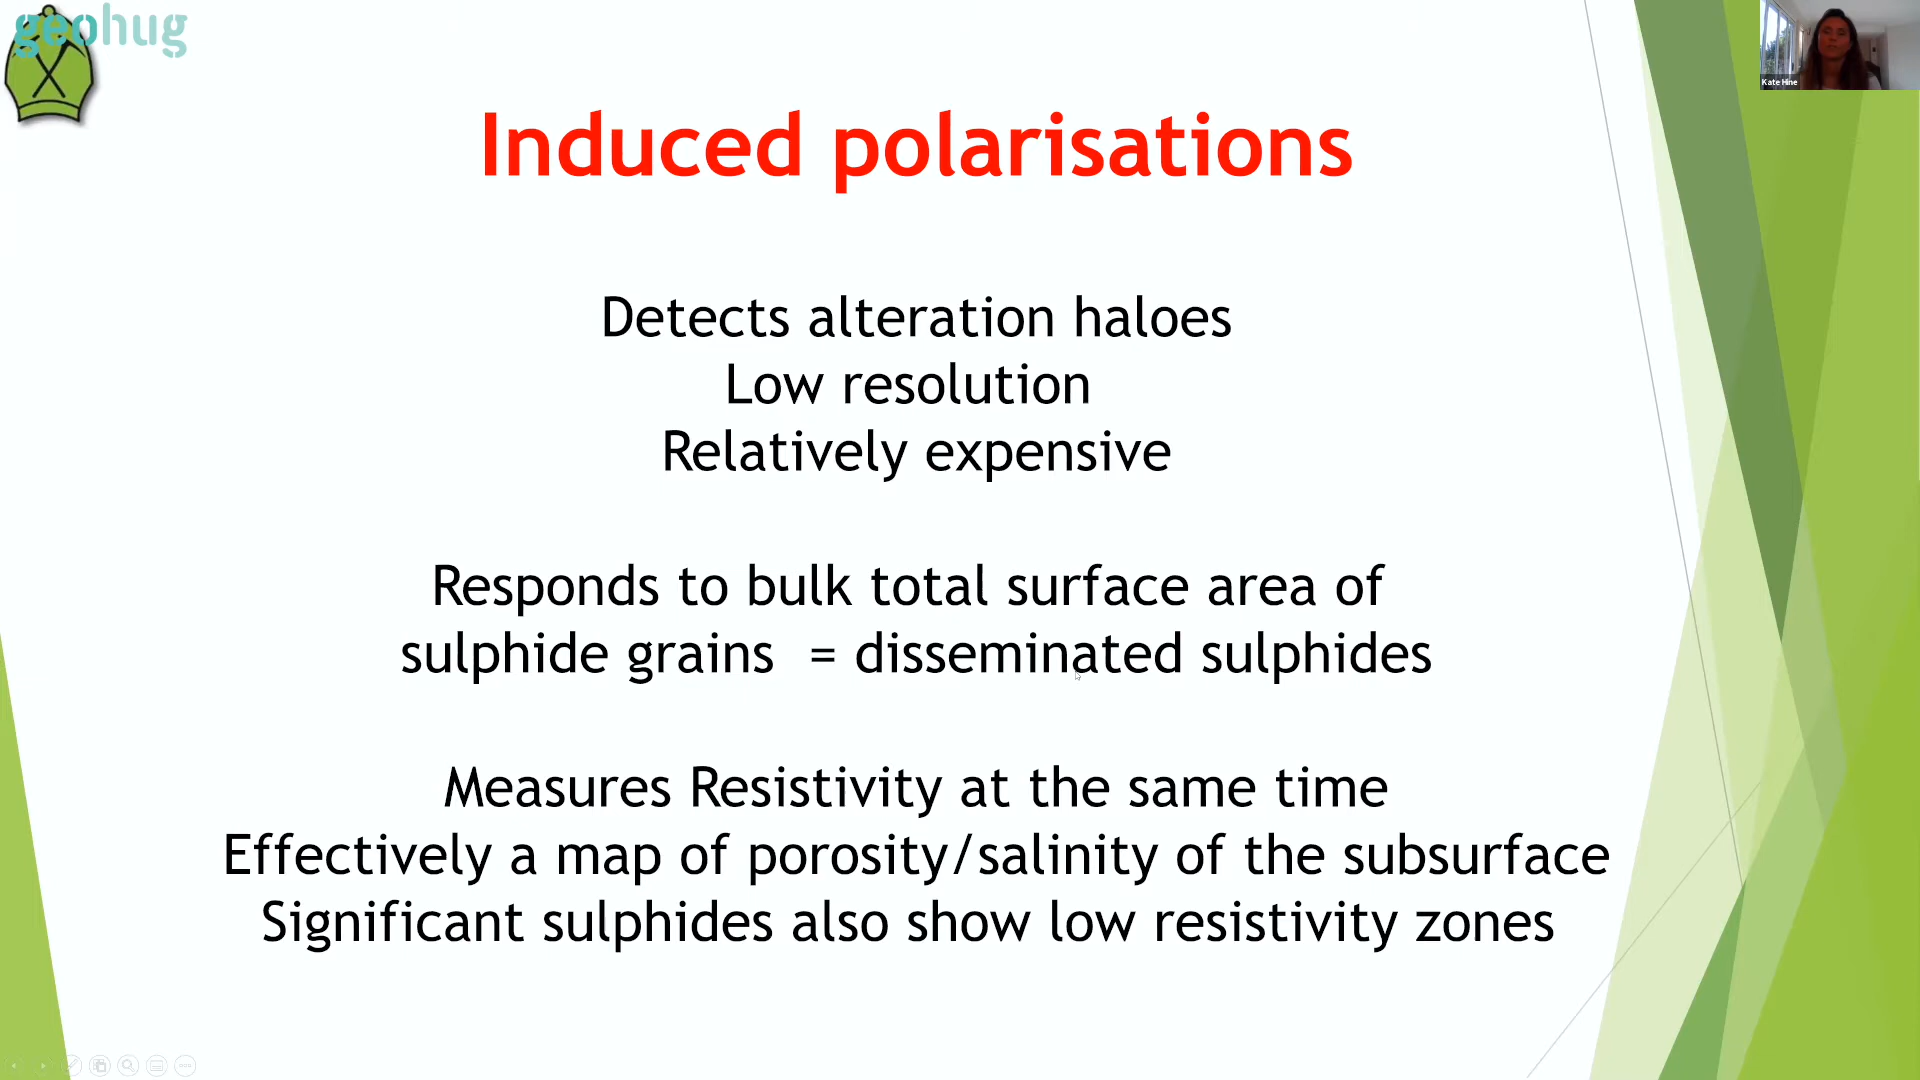 geohug
Kate Hine
Induced polarisations
Detects alteration haloes
Low resolution
Relatively expensive
Responds to bulk total surface area of
sulphide grains = disseminated sulphides
Measures Resistivity at the same time
Effectively a map of porosity/salinity of the subsurface
Significant sulphides also show low resistivity zones